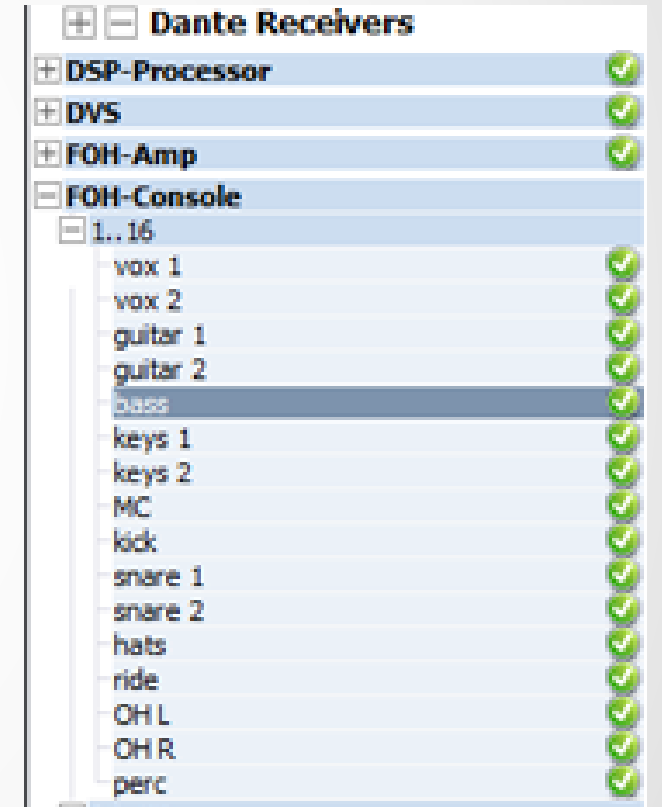 Dante Receivers
DSP-Processor
DVS
FOH-Amp
FOH-Console
1..16
vox 1
vox 2
guitar 1
guitar 2
bass
keys 1
keys 2
MC
kick
snare 1
snare 2
hats
ride
OH L
OH R
perc